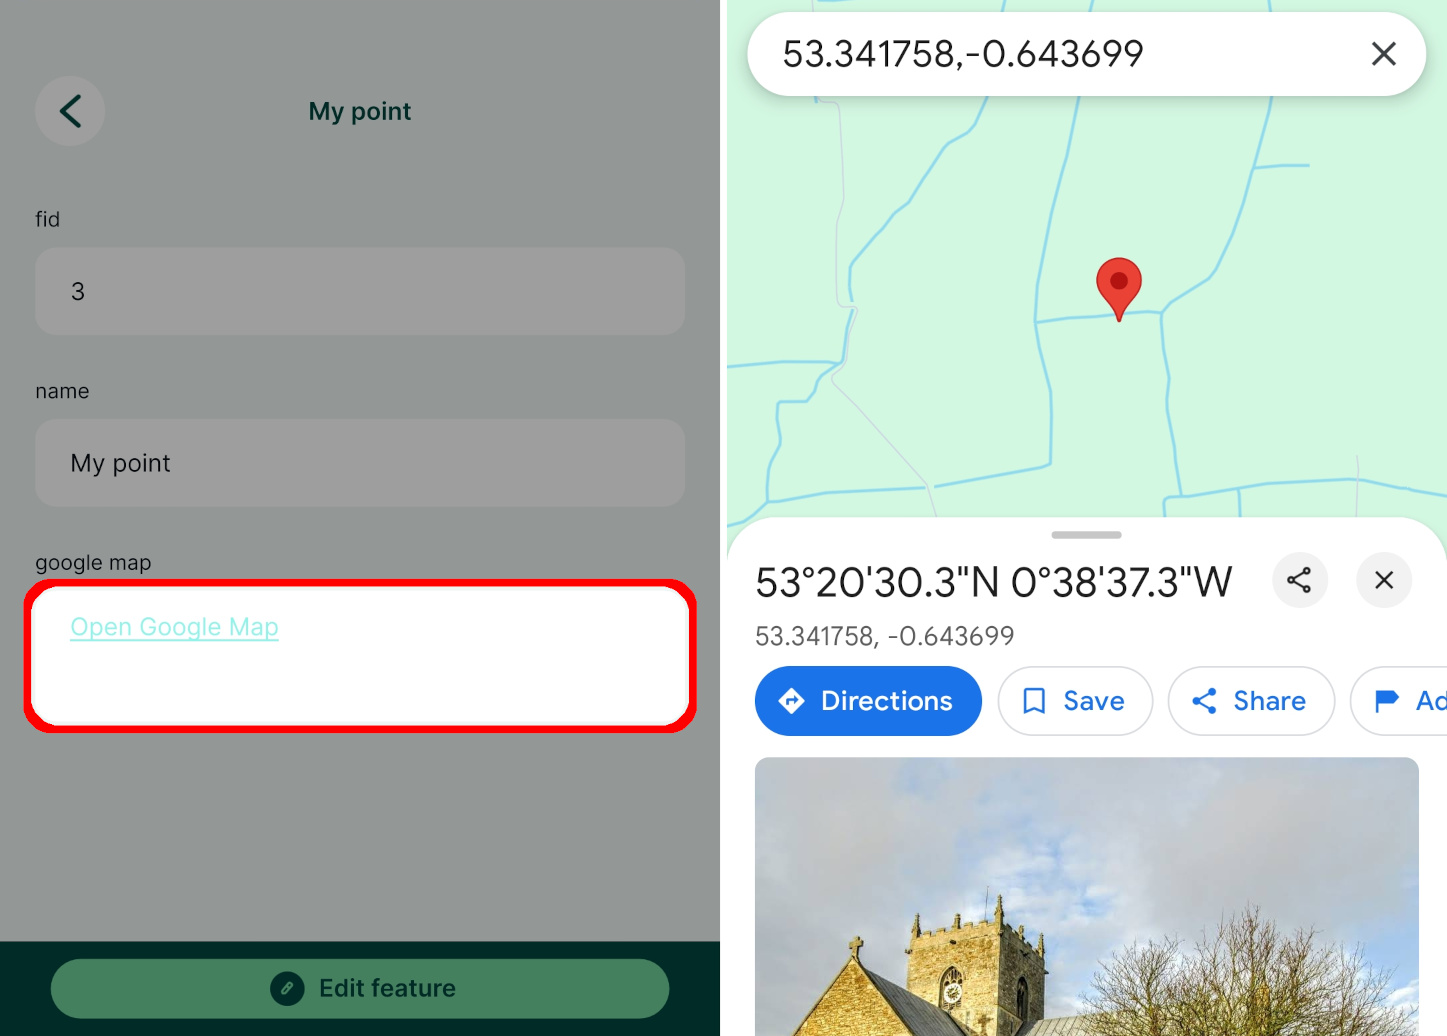 My point
fid
3
name
My point
google map
Open Google Map
Edit feature
53.341758,-0.643699
53°20'30.3"N 0°38'37.3"W
53.341758, -0.643699
Directions
Save
Share
Ad